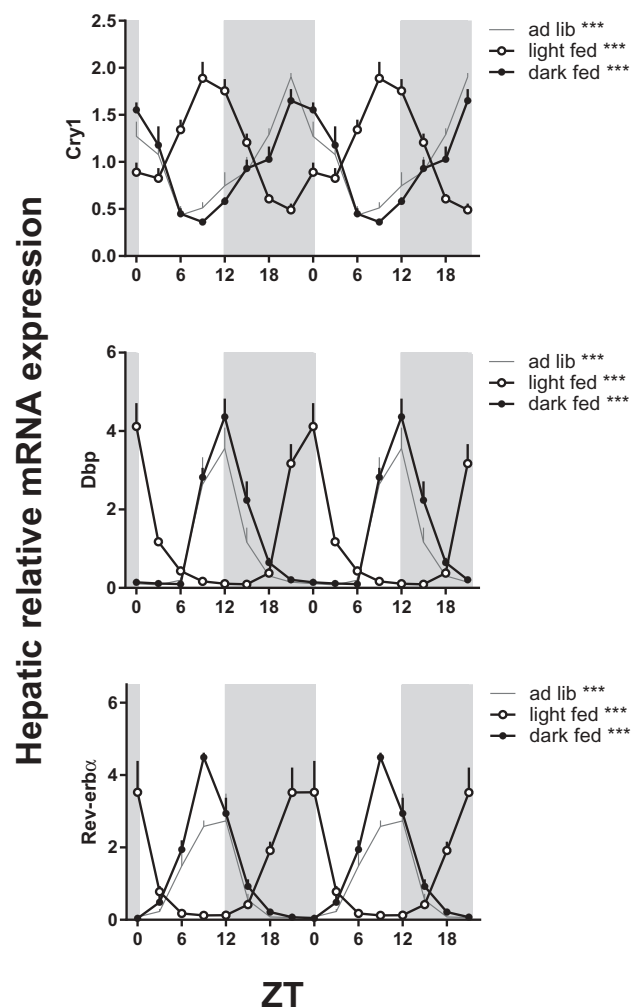 Hepatic relative mRNA expression
Cry1
2.5
2.0
1.5
1.0
0.5
0.0
0 6 12 18 0 6 12 18
ad lib ***
light fed ***
dark fed ***
Dbp
6
4
2
0
0 6 12 18 0 6 12 18
ad lib ***
light fed ***
dark fed ***
Rev-erbα
6
4
2
0
0 6 12 18 0 6 12 18
ad lib ***
light fed ***
dark fed ***
ZT